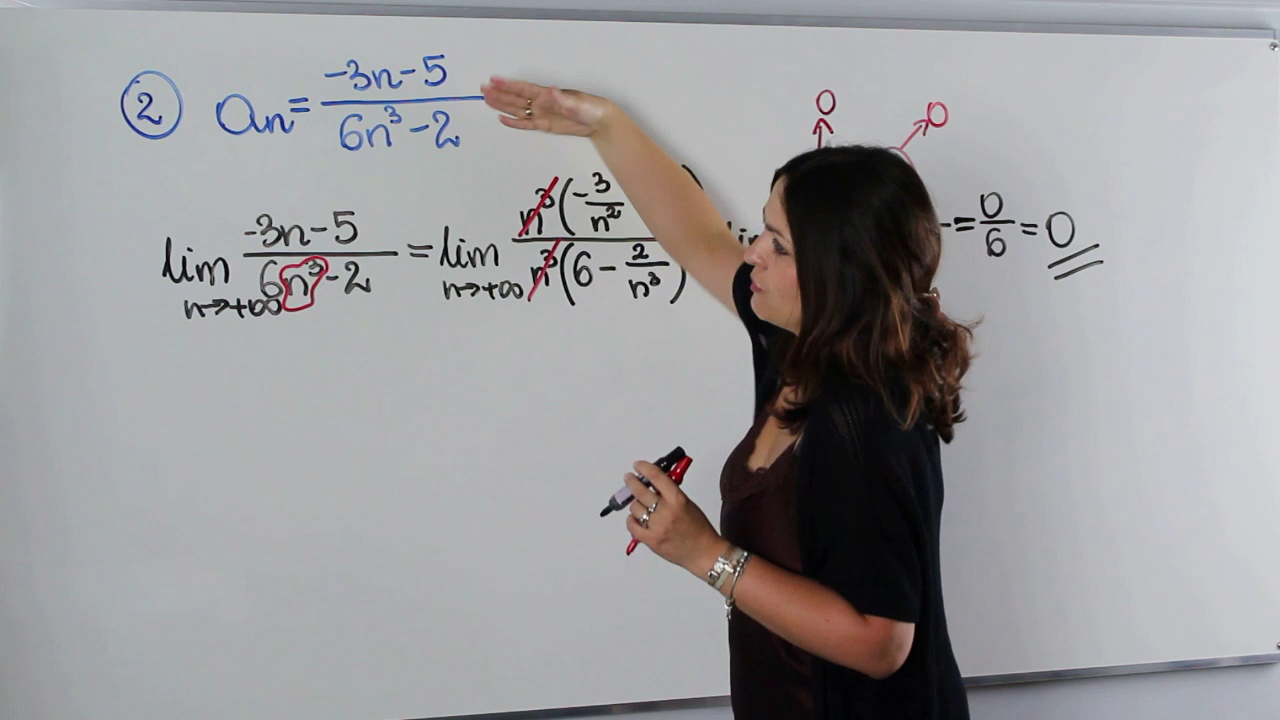 ② an = (-3n-5)/(6n³-2)
lim n→+∞ (-3n-5)/(6n³-2) = lim n→+∞ n³(-3/n² )/n³(6-2/n³) = 0/6 = 0
0 0